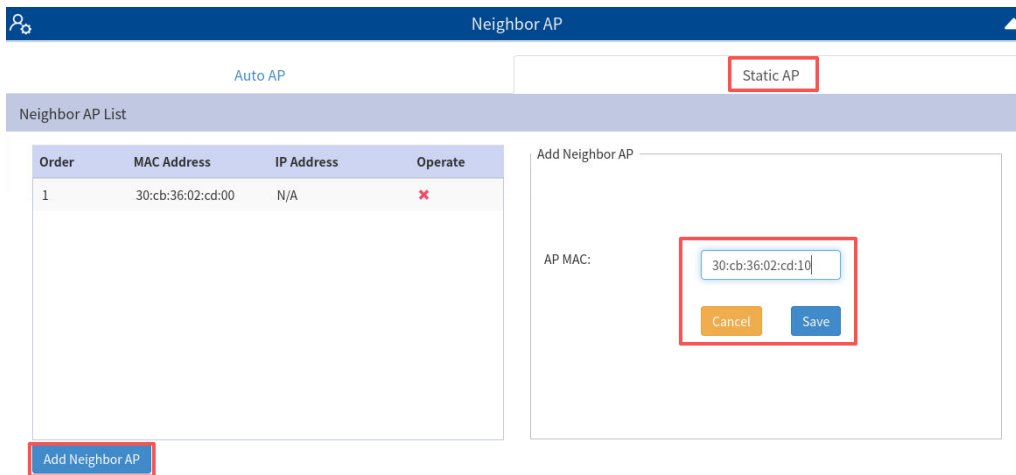 Neighbor AP
Auto AP
Static AP
Neighbor AP List
Order MAC Address IP Address Operate
1 30:cb:36:02:cd:00 N/A
Add Neighbor AP
AP MAC:
30:cb:36:02:cd:10
Cancel
Save
Add Neighbor AP